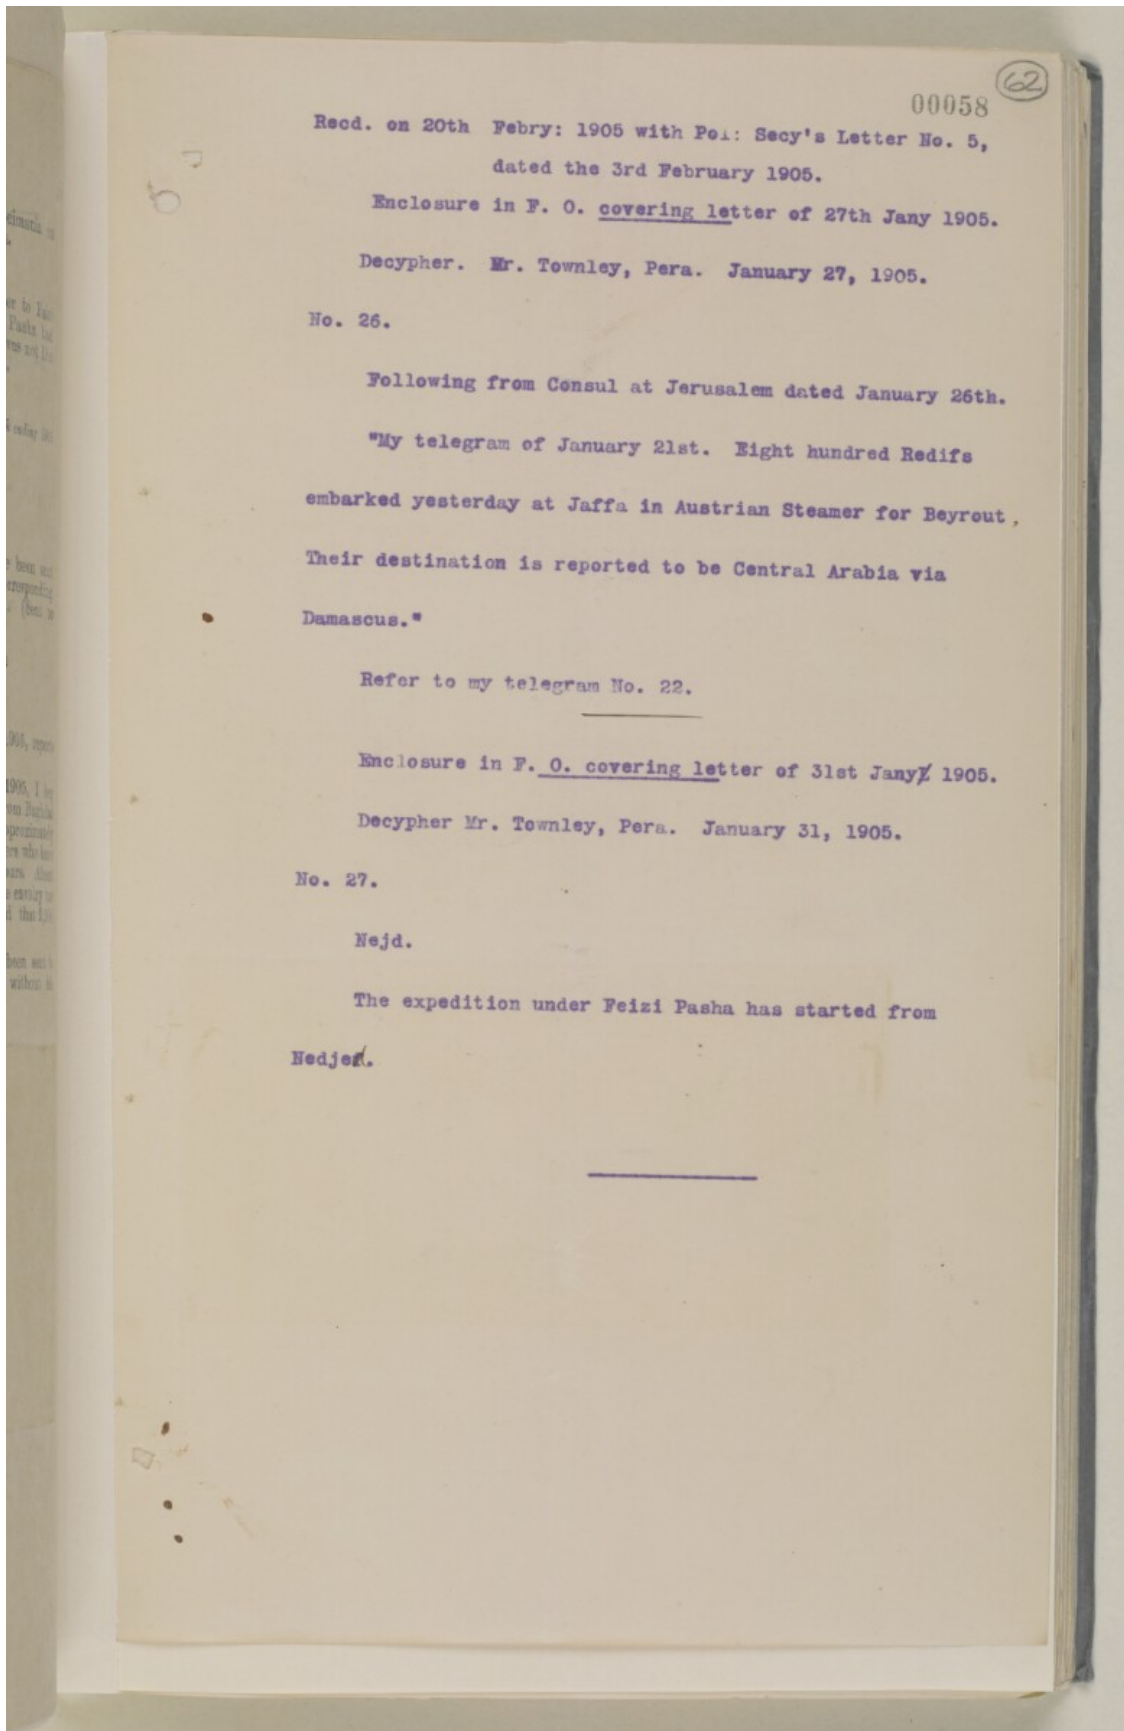 62
00058
Recd. on 20th Febry: 1905 with Pol: Secy's Letter No. 5,
dated the 3rd February 1905.
Enclosure in F. O. covering letter of 27th Jany 1905.
Decypher. Mr. Townley, Pera. January 27, 1905.
No. 26.
Following from Consul at Jerusalem dated January 26th.
"My telegram of January 21st. Eight hundred Redifs
embarked yesterday at Jaffa in Austrian Steamer for Beyrout.
Their destination is reported to be Central Arabia via
Damascus."
Refer to my telegram No. 22.
Enclosure in F. O. covering letter of 31st Jany 1905.
Decypher Mr. Townley, Pera. January 31, 1905.
No. 27.
Nejd.
The expedition under Feizi Pasha has started from
Nedjed.